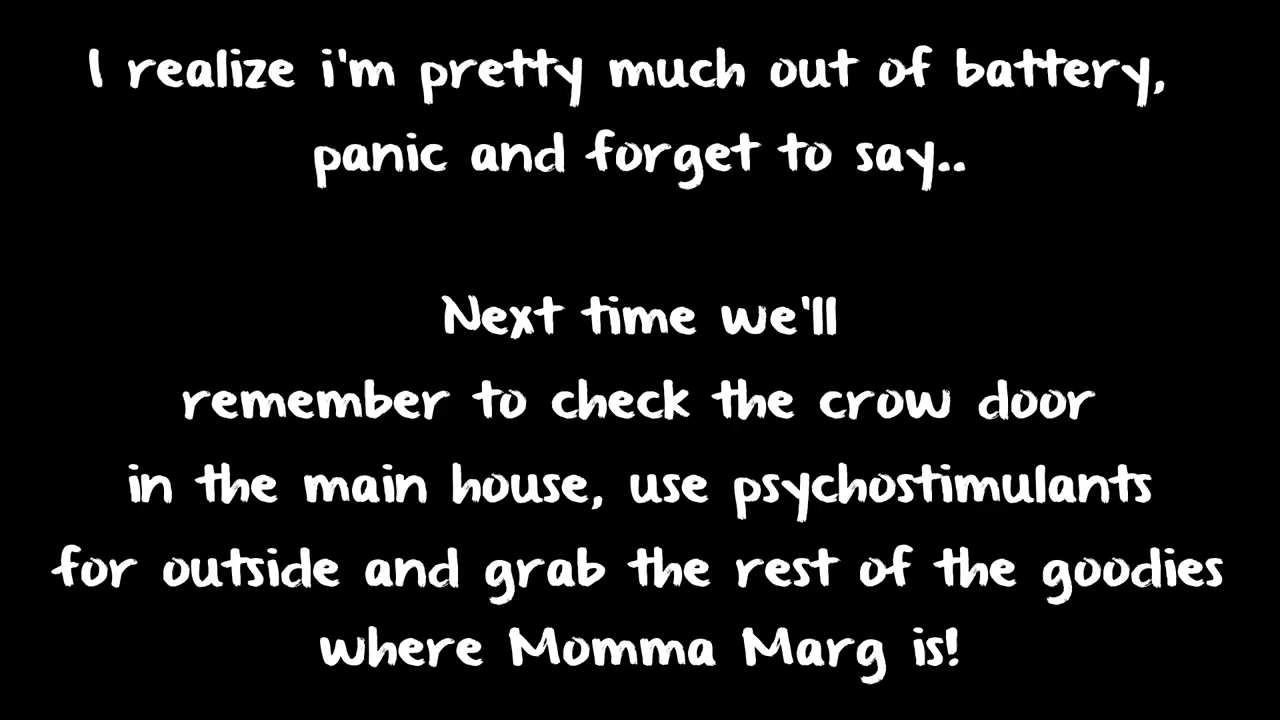 I realize i'm pretty much out of battery,
panic and forget to say..
Next time we'll
remember to check the crow door
in the main house, use psychostimulants
for outside and grab the rest of the goodies
where Momma Marg is!